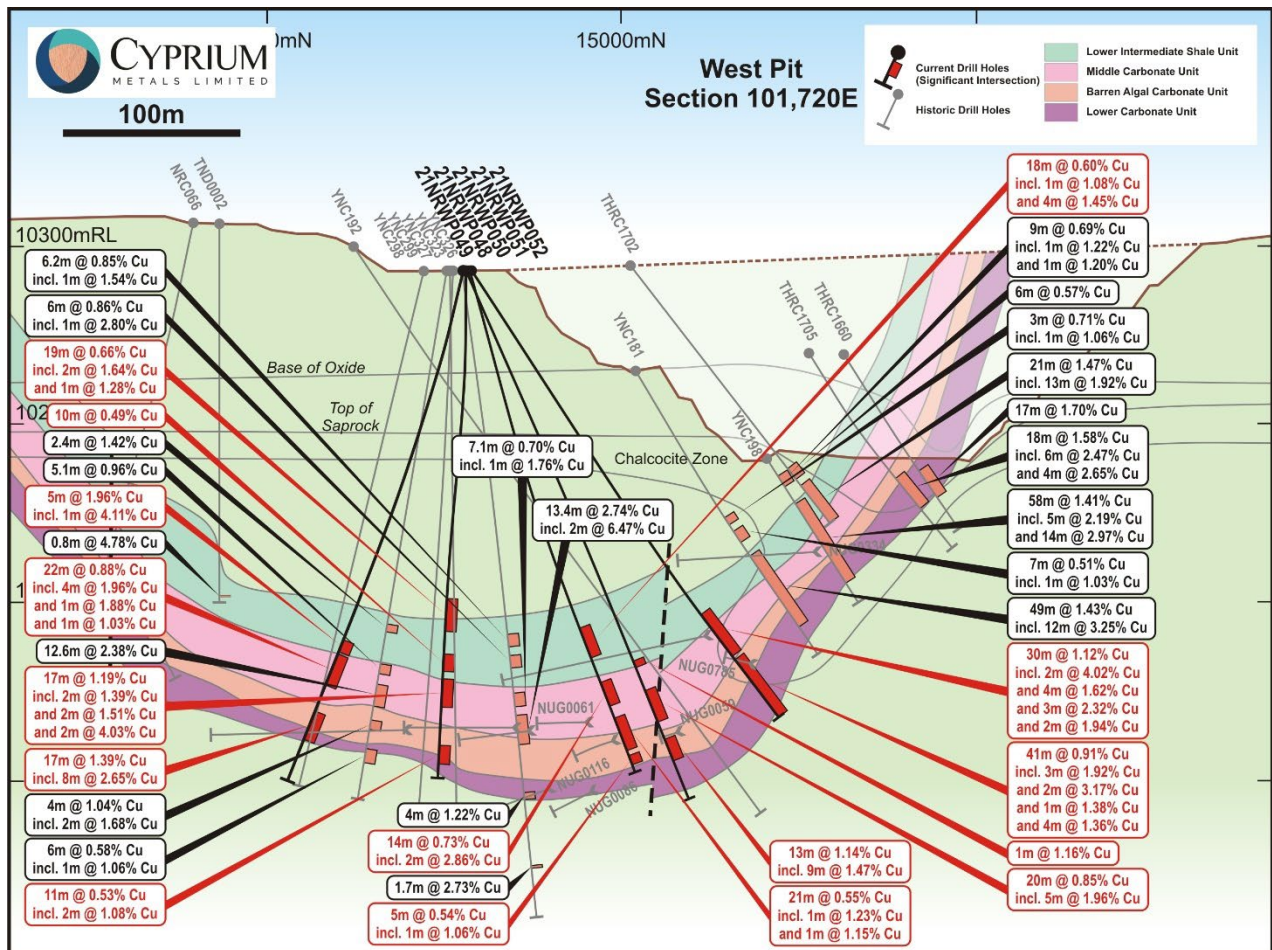 CYPRIUM
METALS LIMITED
100m
0mN
15000mN
West Pit
Section 101,720E
Current Drill Holes
(Significant Intersection)
Historic Drill Holes
Lower Intermediate Shale Unit
Middle Carbonate Unit
Barren Algal Carbonate Unit
Lower Carbonate Unit
NRC066
TND0002
YNC192
YNC298
YNC299
YNC327
YNC323
YNC326
21NRWP049
21NRWP048
21NRWP050
21NRWP051
21NRWP052
THRC1702
YNC181
THRC1705
THRC1660
YNC198
10300mRL
102
1
Base of Oxide
Top of
Saprock
Chalcocite Zone
6.2m @ 0.85% Cu
incl. 1m @ 1.54% Cu
6m @ 0.86% Cu
incl. 1m @ 2.80% Cu
19m @ 0.66% Cu
incl. 2m @ 1.64% Cu
and 1m @ 1.28% Cu
10m @ 0.49% Cu
2.4m @ 1.42% Cu
5.1m @ 0.96% Cu
5m @ 1.96% Cu
incl. 1m @ 4.11% Cu
0.8m @ 4.78% Cu
22m @ 0.88% Cu
incl. 4m @ 1.96% Cu
and 1m @ 1.88% Cu
and 1m @ 1.03% Cu
12.6m @ 2.38% Cu
17m @ 1.19% Cu
incl. 2m @ 1.39% Cu
and 2m @ 1.51% Cu
and 2m @ 4.03% Cu
17m @ 1.39% Cu
incl. 8m @ 2.65% Cu
4m @ 1.04% Cu
incl. 2m @ 1.68% Cu
6m @ 0.58% Cu
incl. 1m @ 1.06% Cu
11m @ 0.53% Cu
incl. 2m @ 1.08% Cu
7.1m @ 0.70% Cu
incl. 1m @ 1.76% Cu
13.4m @ 2.74% Cu
incl. 2m @ 6.47% Cu
NUG0334
NUG0785
NUG0061
NUG0059
NUG0116
NUG0086
4m @ 1.22% Cu
14m @ 0.73% Cu
incl. 2m @ 2.86% Cu
1.7m @ 2.73% Cu
5m @ 0.54% Cu
incl. 1m @ 1.06% Cu
13m @ 1.14% Cu
incl. 9m @ 1.47% Cu
21m @ 0.55% Cu
incl. 1m @ 1.23% Cu
and 1m @ 1.15% Cu
18m @ 0.60% Cu
incl. 1m @ 1.08% Cu
and 4m @ 1.45% Cu
9m @ 0.69% Cu
incl. 1m @ 1.22% Cu
and 1m @ 1.20% Cu
6m @ 0.57% Cu
3m @ 0.71% Cu
incl. 1m @ 1.06% Cu
21m @ 1.47% Cu
incl. 13m @ 1.92% Cu
17m @ 1.70% Cu
18m @ 1.58% Cu
incl. 6m @ 2.47% Cu
and 4m @ 2.65% Cu
58m @ 1.41% Cu
incl. 5m @ 2.19% Cu
and 14m @ 2.97% Cu
7m @ 0.51% Cu
incl. 1m @ 1.03% Cu
49m @ 1.43% Cu
incl. 12m @ 3.25% Cu
30m @ 1.12% Cu
incl. 2m @ 4.02% Cu
and 4m @ 1.62% Cu
and 3m @ 2.32% Cu
and 2m @ 1.94% Cu
41m @ 0.91% Cu
incl. 3m @ 1.92% Cu
and 2m @ 3.17% Cu
and 1m @ 1.38% Cu
and 4m @ 1.36% Cu
1m @ 1.16% Cu
20m @ 0.85% Cu
incl. 5m @ 1.96% Cu